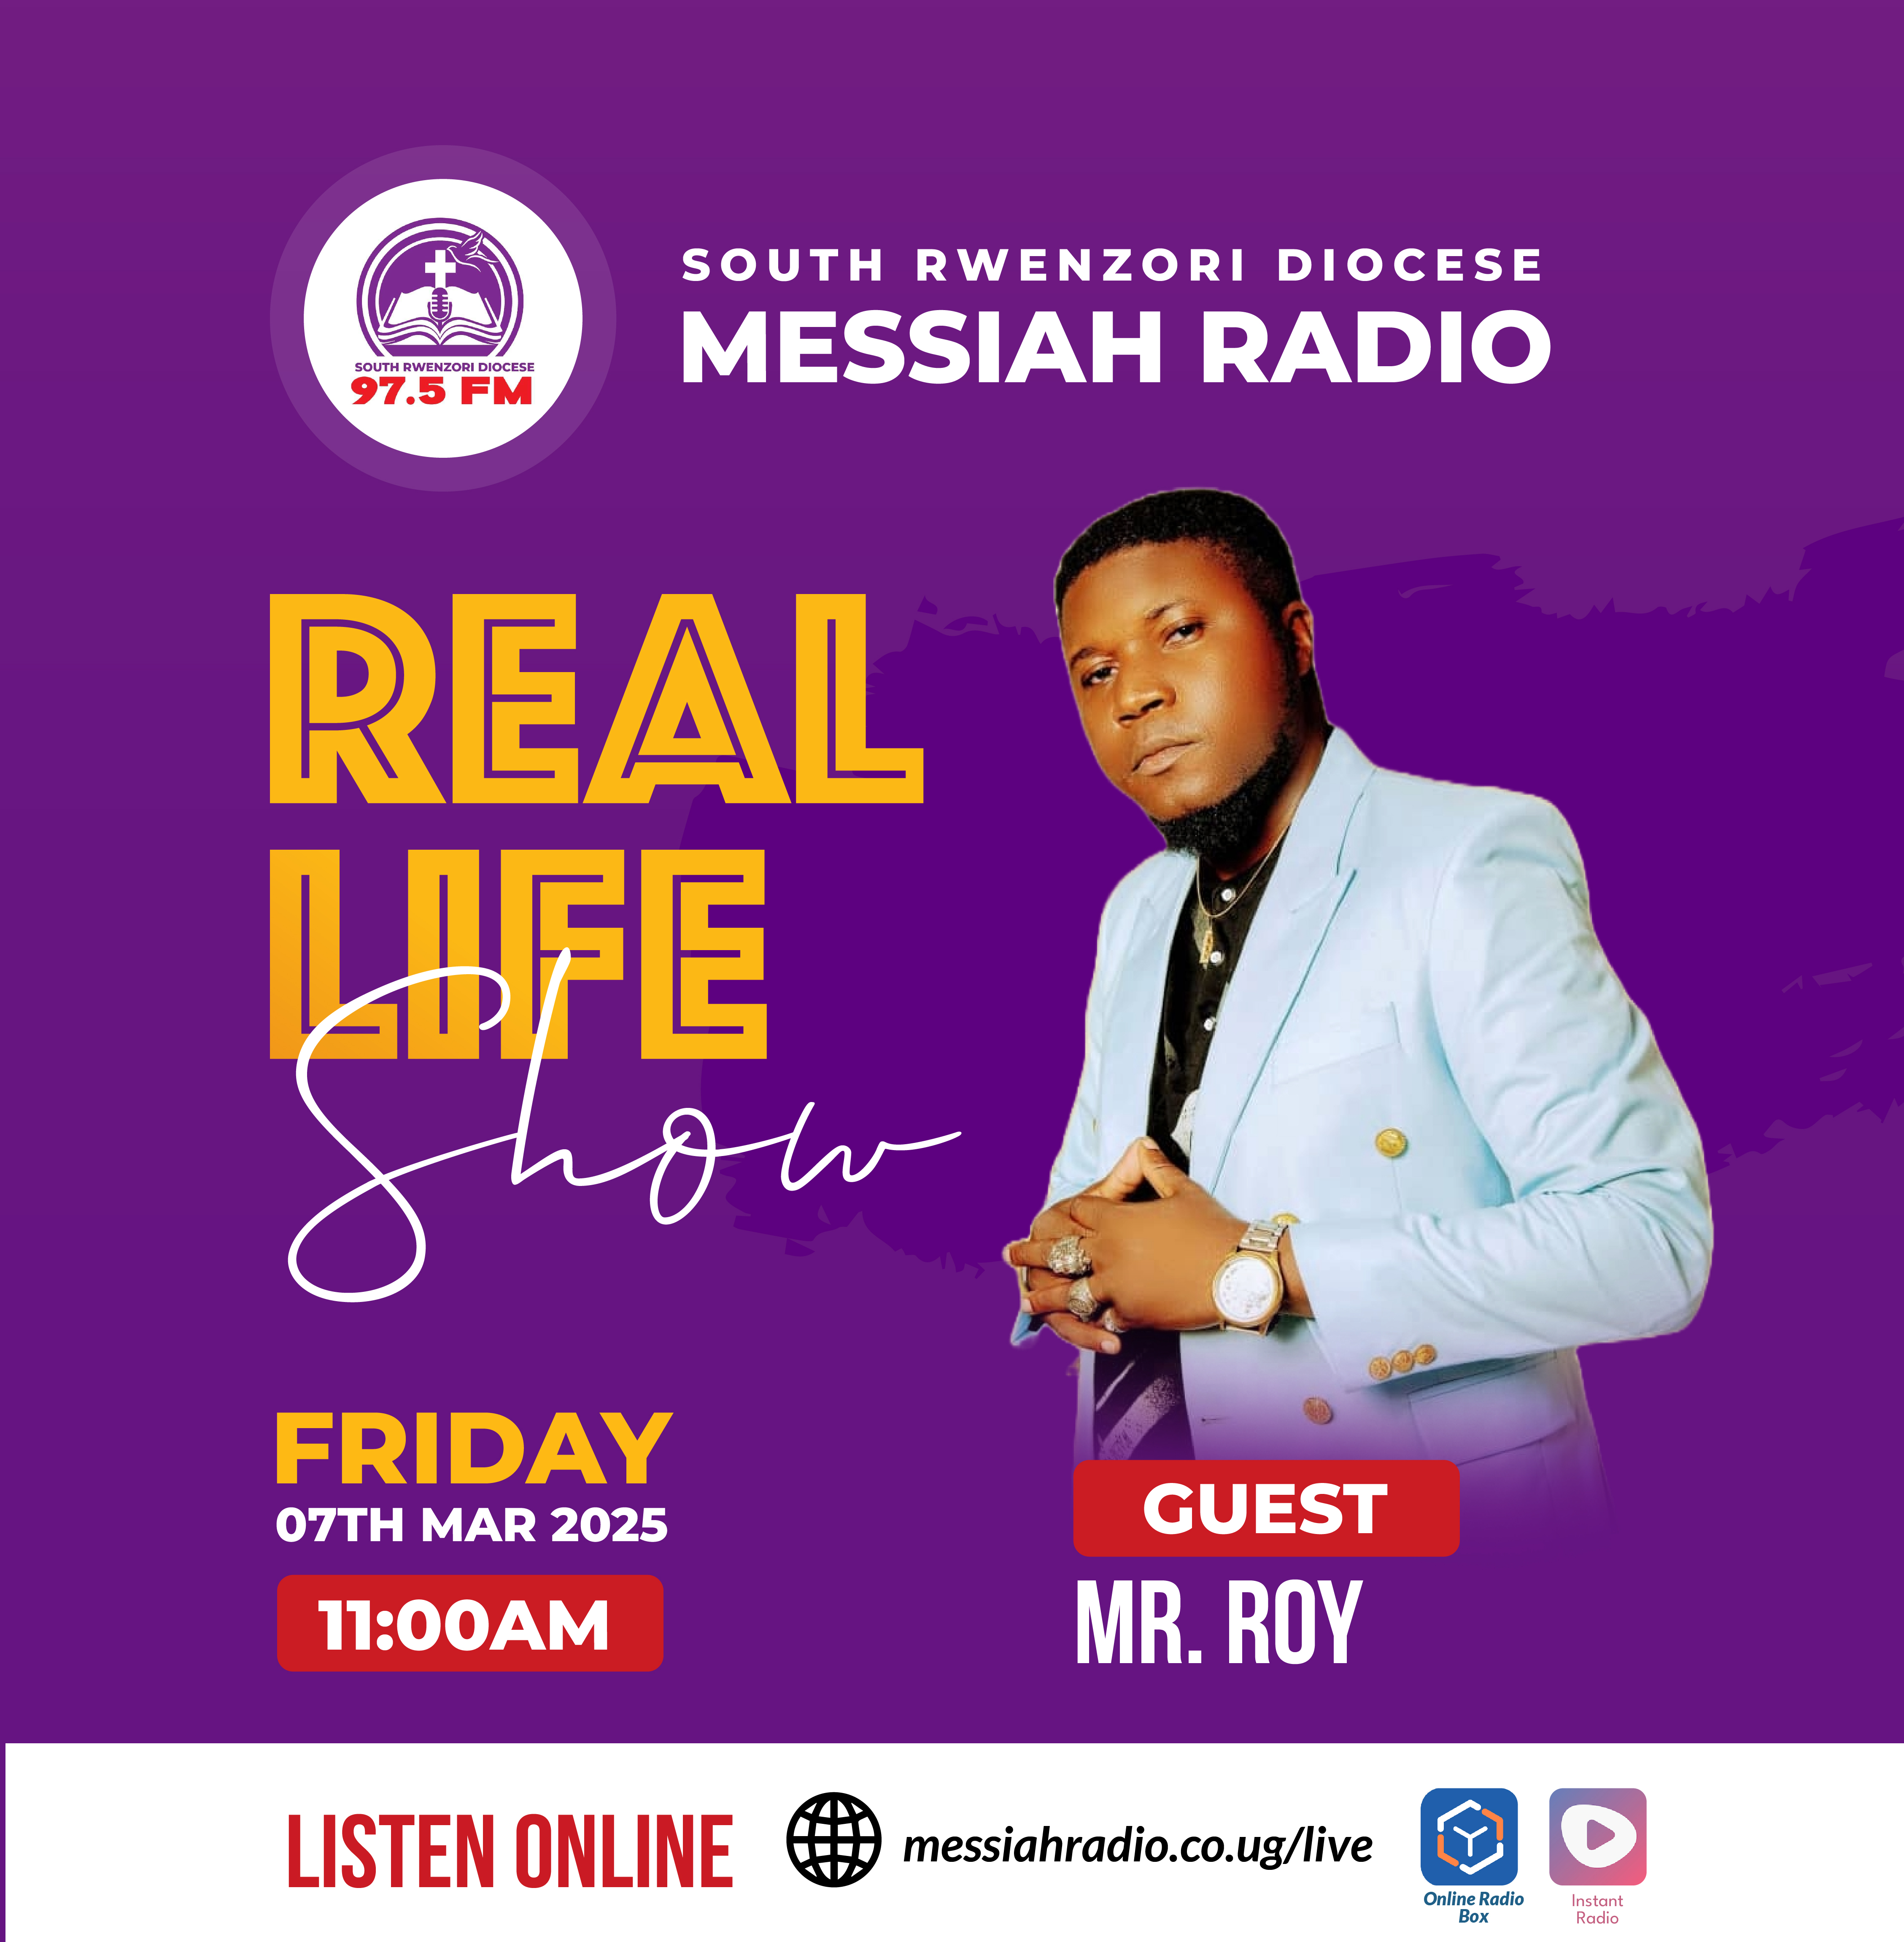 SOUTH RWENZORI DIOCESE
97.5 FM
SOUTH RWENZORI DIOCESE
MESSIAH RADIO
REAL
LIFE
Show
FRIDAY
07TH MAR 2025
11:00AM
GUEST
MR. ROY
LISTEN ONLINE
messiahradio.co.ug/live
Online Radio
Box
Instant
Radio